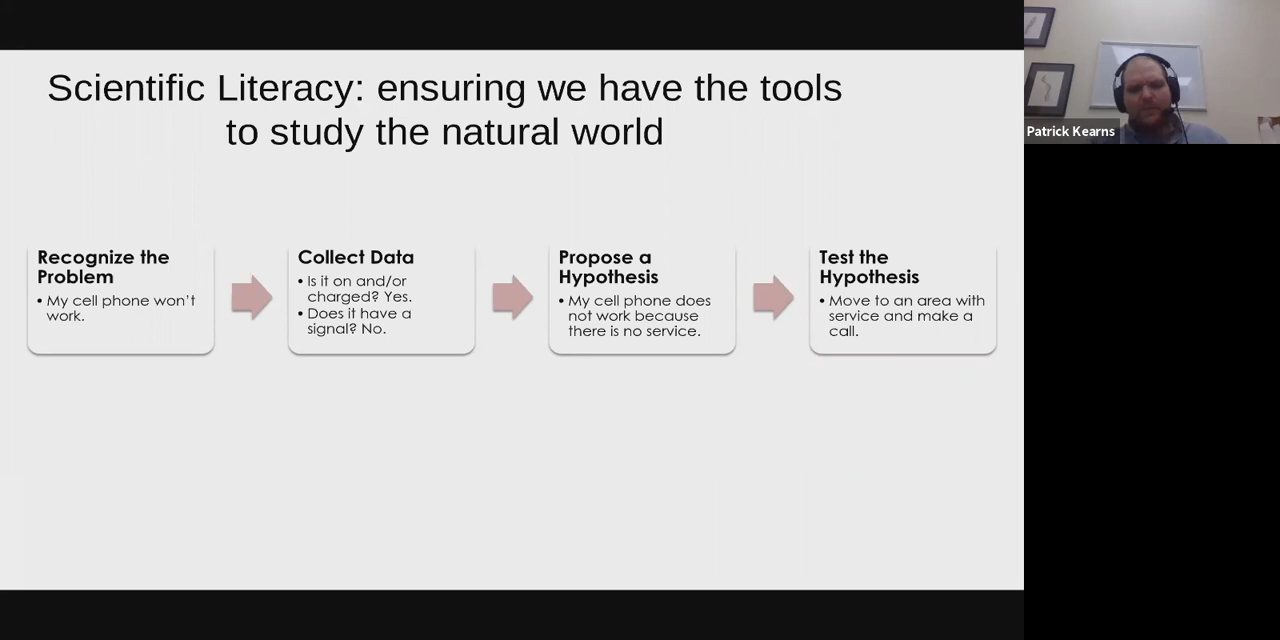 Scientific Literacy: ensuring we have the tools
to study the natural world
Recognize the
Problem
• My cell phone won't
work.
Collect Data
• Is it on and/or
charged? Yes.
• Does it have a
signal? No.
Propose a
Hypothesis
• My cell phone does
not work because
there is no service.
Test the
Hypothesis
• Move to an area with
service and make a
call.
Patrick Kearns